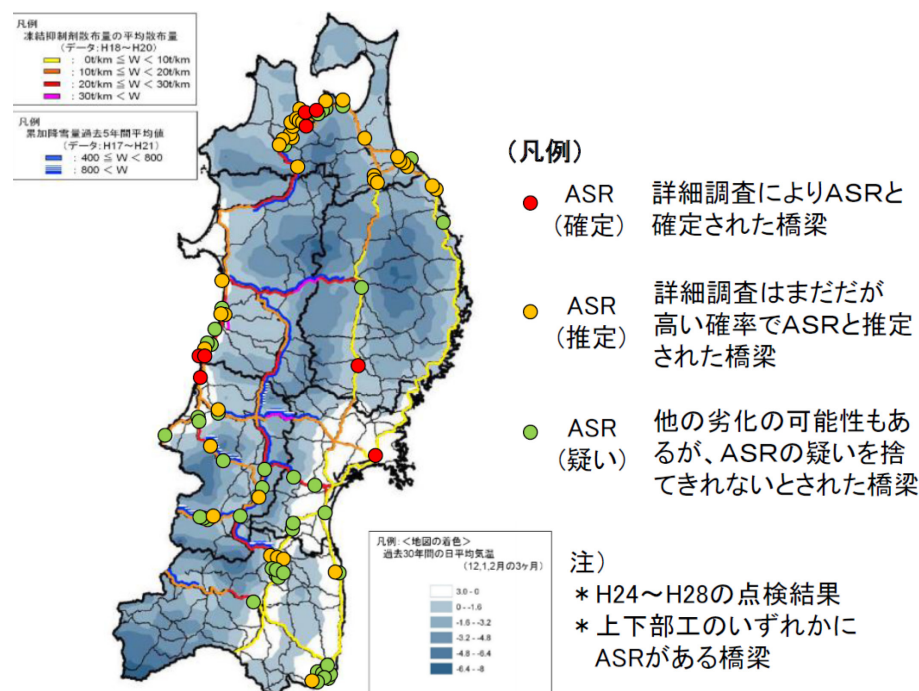 凡例
凍結抑制剤散布量の平均散布量
(データ:H18～H20)
: 0t/km ≦ W < 10t/km
: 10t/km ≦ W < 20t/km
: 20t/km ≦ W < 30t/km
: 30t/km < W
凡例
累加降雪量過去5年間平均値
(データ:H17～H21)
: 400 ≦ W < 800
: 800 < W
(凡例)
ASR
(確定)
詳細調査によりASRと
確定された橋梁
ASR
(推定)
詳細調査はまだだが
高い確率でASRと推定
された橋梁
ASR
(疑い)
他の劣化の可能性もあ
るが、ASRの疑いを捨
てきれないとされた橋梁
凡例:<地図の着色>
過去30年間の日平均気温
(12,1,2月の3ヶ月)
3.0 - 0
0 - -1.6
-1.6 - -3.2
-3.2 - -4.8
-4.8 - -6.4
-6.4 - -8
注)
＊H24～H28の点検結果
＊上下部工のいずれかに
ASRがある橋梁